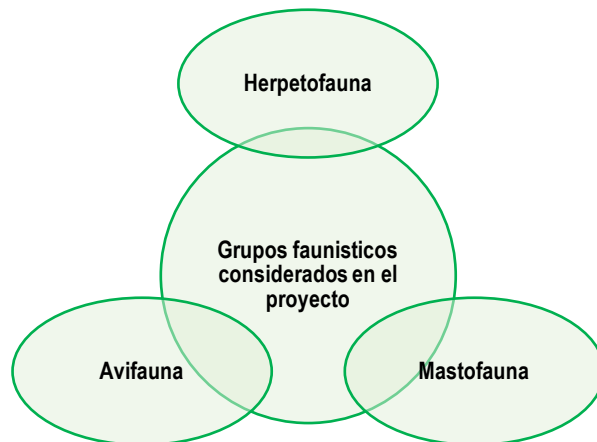 Herpetofauna
Grupos faunisticos
considerados en el
proyecto
Avifauna
Mastofauna